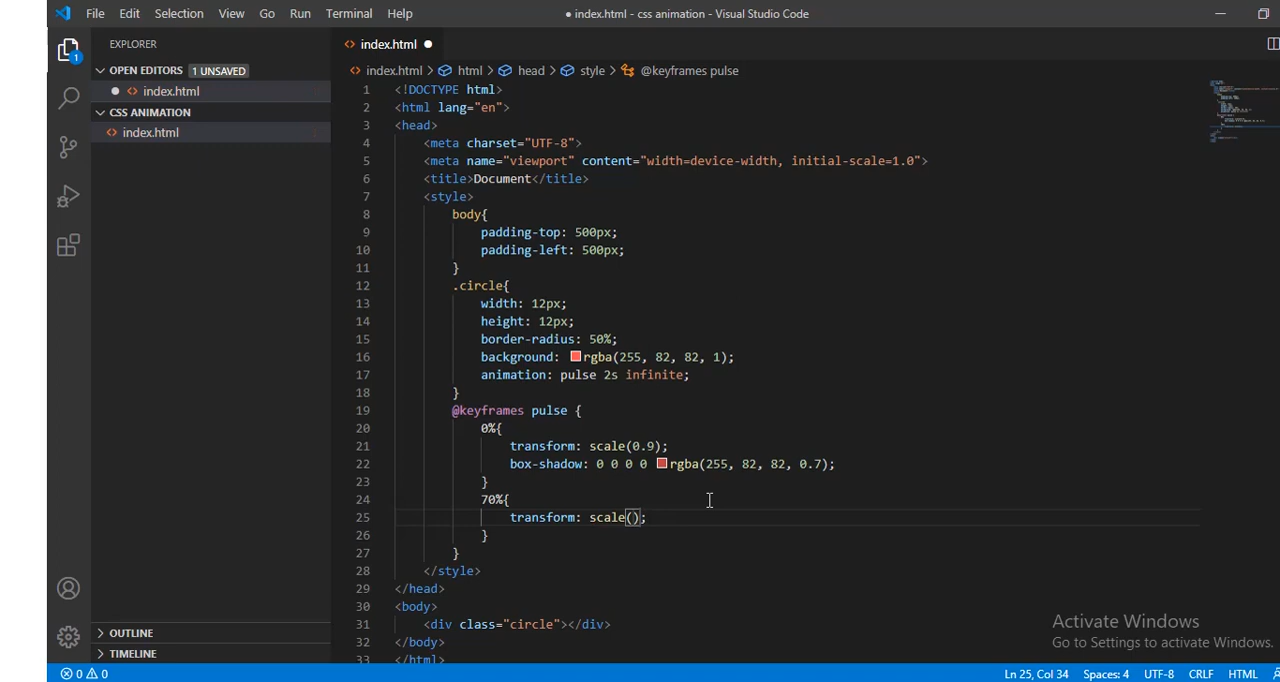 File Edit Selection View Go Run Terminal Help ● index.html - css animation - Visual Studio Code
EXPLORER
OPEN EDITORS 1 UNSAVED
index.html
CSS ANIMATION
index.html
OUTLINE
TIMELINE
1
index.html
index.html > html > head > style > @keyframes pulse
1 <!DOCTYPE html>
2 <html lang="en">
3 <head>
4 <meta charset="UTF-8">
5 <meta name="viewport" content="width=device-width, initial-scale=1.0">
6 <title>Document</title>
7 <style>
8 body{
9 padding-top: 500px;
10 padding-left: 500px;
11 }
12 .circle{
13 width: 12px;
14 height: 12px;
15 border-radius: 50%;
16 background: rgba(255, 82, 82, 1);
17 animation: pulse 2s infinite;
18 }
19 @keyframes pulse {
20 0%{
21 transform: scale(0.9);
22 box-shadow: 0 0 0 0 rgba(255, 82, 82, 0.7);
23 }
24 70%{
25 transform: scale();
26 }
27 }
28 </style>
29 </head>
30 <body>
31 <div class="circle"></div>
32 </body>
33 </html>
Activate Windows
Go to Settings to activate Windows.
0 0 Ln 25, Col 34 Spaces: 4 UTF-8 CRLF HTML